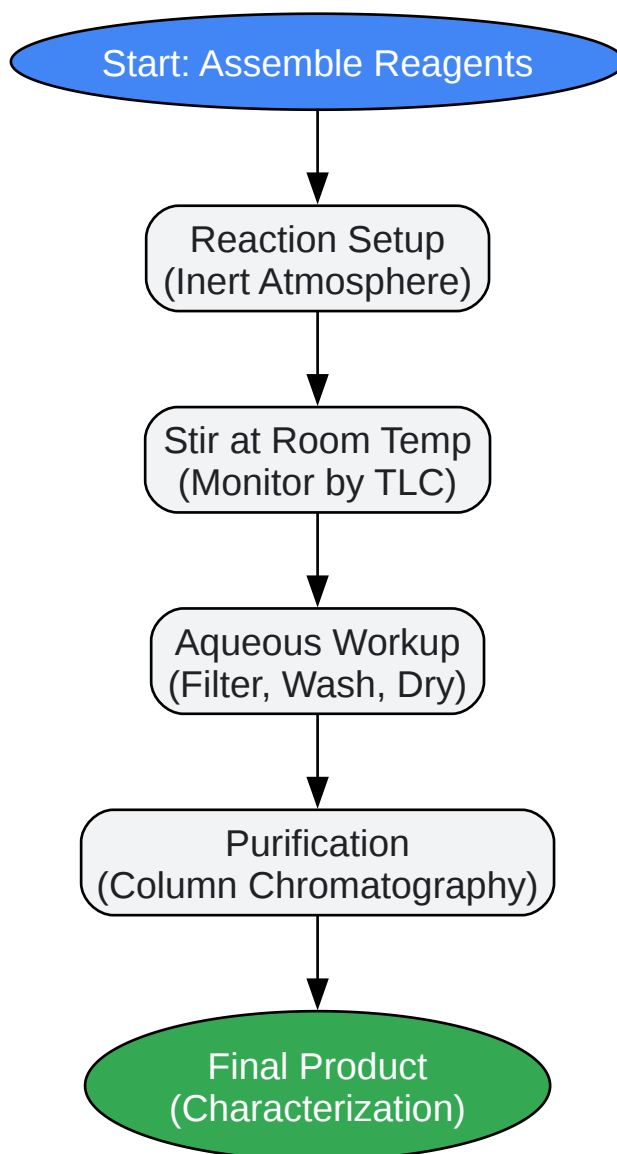 Start: Assemble Reagents
Reaction Setup
(Inert Atmosphere)
Stir at Room Temp
(Monitor by TLC)
Aqueous Workup
(Filter, Wash, Dry)
Purification
(Column Chromatography)
Final Product
(Characterization)